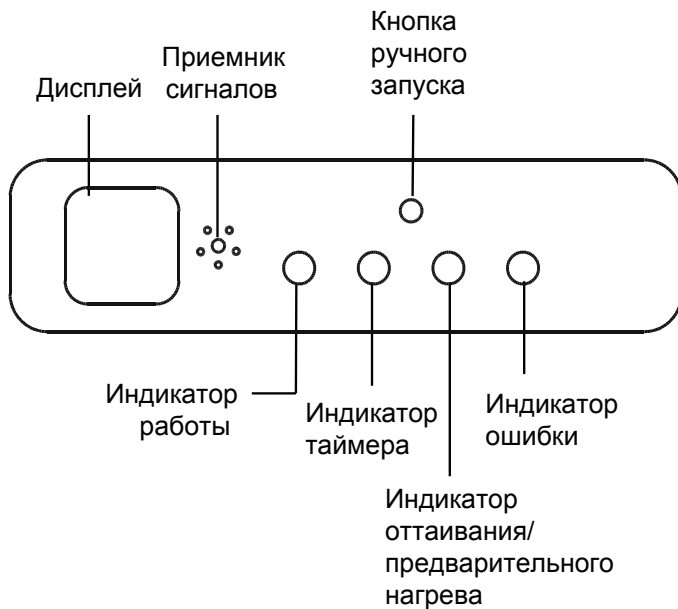 Дисплей
Приемник
сигналов
Кнопка
ручного
запуска
Индикатор
работы
Индикатор
таймера
Индикатор
оттаивания/
предварительного
нагрева
Индикатор
ошибки